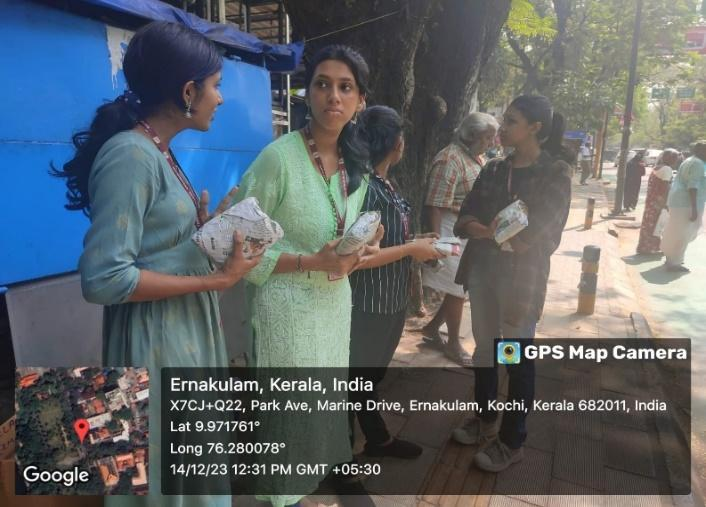 GPS Map Camera
Ernakulam, Kerala, India
X7CJ+Q22, Park Ave, Marine Drive, Ernakulam, Kochi, Kerala 682011, India
Lat 9.971761°
Long 76.280078°
14/12/23 12:31 PM GMT +05:30
Google